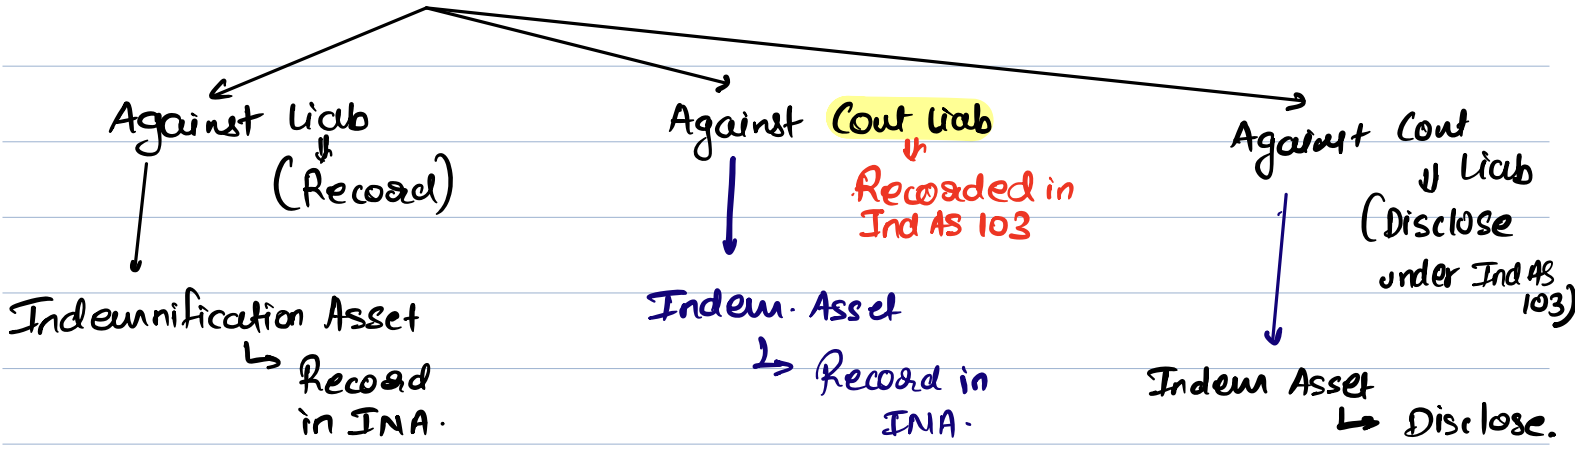 Against Liab
(Record)
Indemnification Asset
Record
in INA.
Against Cont Liab
Recorded in
Ind AS 103
Indem. Asset
Record in
INA.
Against Cont
Liab
(Disclose
under Ind AS
103)
Indem Asset
Disclose.